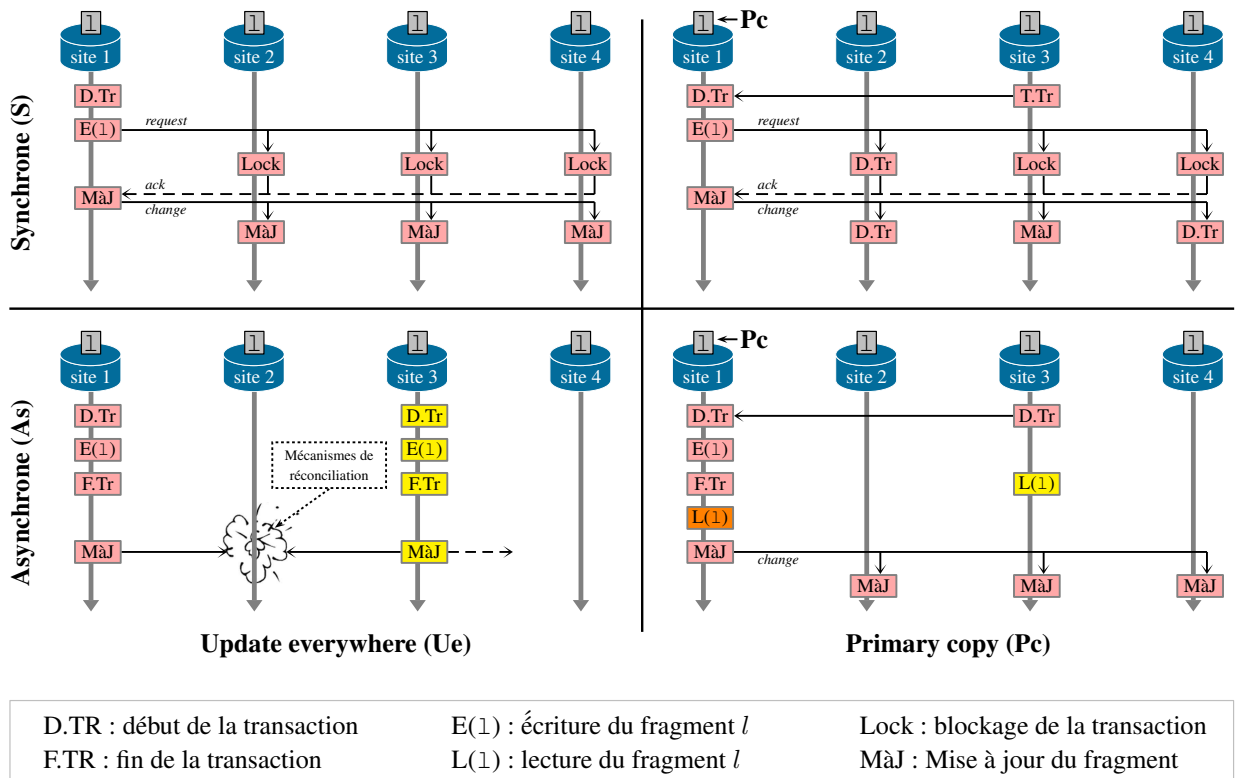 l l l l l Pc l l l
site 1 site 2 site 3 site 4 site 1 site 2 site 3 site 4
D.Tr D.Tr T.Tr
E(l) request E(l) request
Lock Lock Lock D.Tr Lock Lock
MàJ ack MàJ ack
change change
MàJ MàJ MàJ D.Tr MàJ D.Tr
Synchrone (S)
l l l l l Pc l l l
site 1 site 2 site 3 site 4 site 1 site 2 site 3 site 4
D.Tr D.Tr D.Tr D.Tr
E(l) E(l) E(l)
Mécanismes de
réconciliation
F.Tr F.Tr F.Tr L(l)
L(l)
MàJ MàJ MàJ change
MàJ MàJ MàJ
Asynchrone (As)
Update everywhere (Ue) Primary copy (Pc)
D.TR : début de la transaction E(l) : écriture du fragment l Lock : blockage de la transaction
F.TR : fin de la transaction L(l) : lecture du fragment l MàJ : Mise à jour du fragment